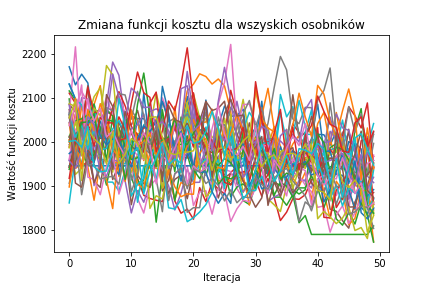 Zmiana funkcji kosztu dla wszyskich osobników
Wartość funkcji kosztu
2200
2100
2000
1900
1800
0 10 20 30 40 50
Iteracja